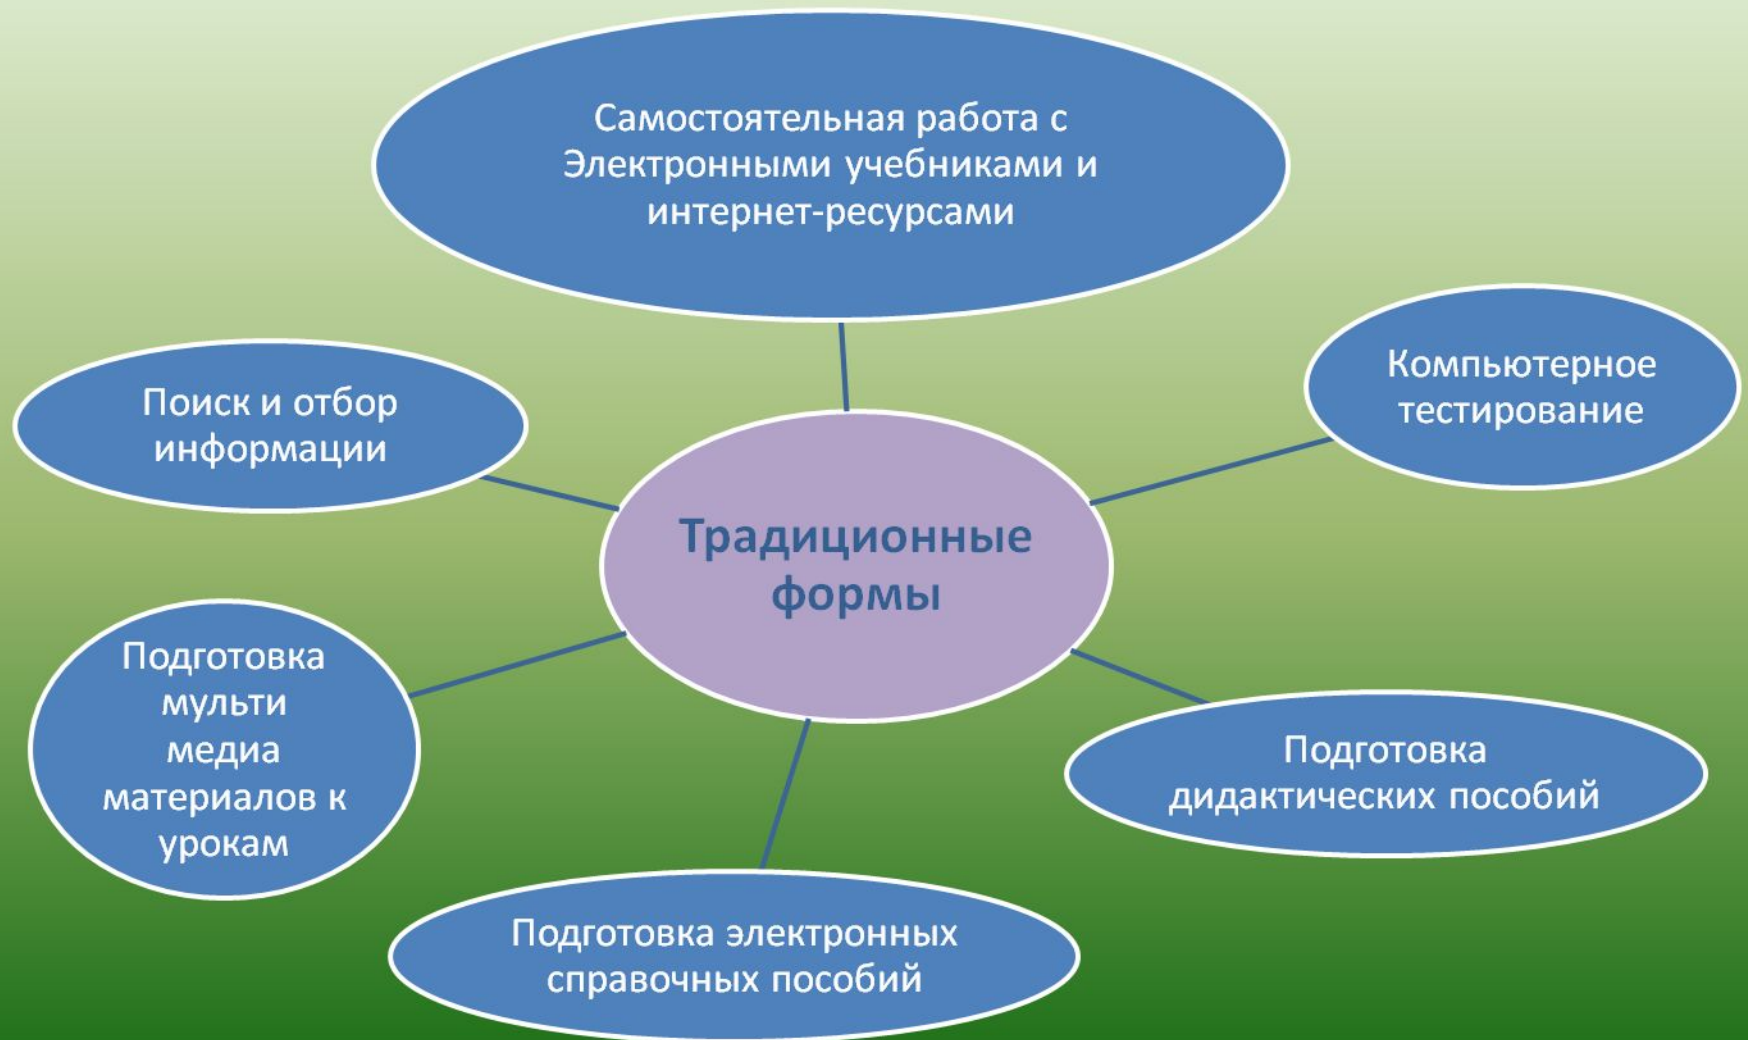 Самостоятельная работа с
Электронными учебниками и
интернет-ресурсами
Компьютерное
тестирование
Поиск и отбор
информации
Традиционные
формы
Подготовка
мульти
медиа
материалов к
урокам
Подготовка
дидактических пособий
Подготовка электронных
справочных пособий